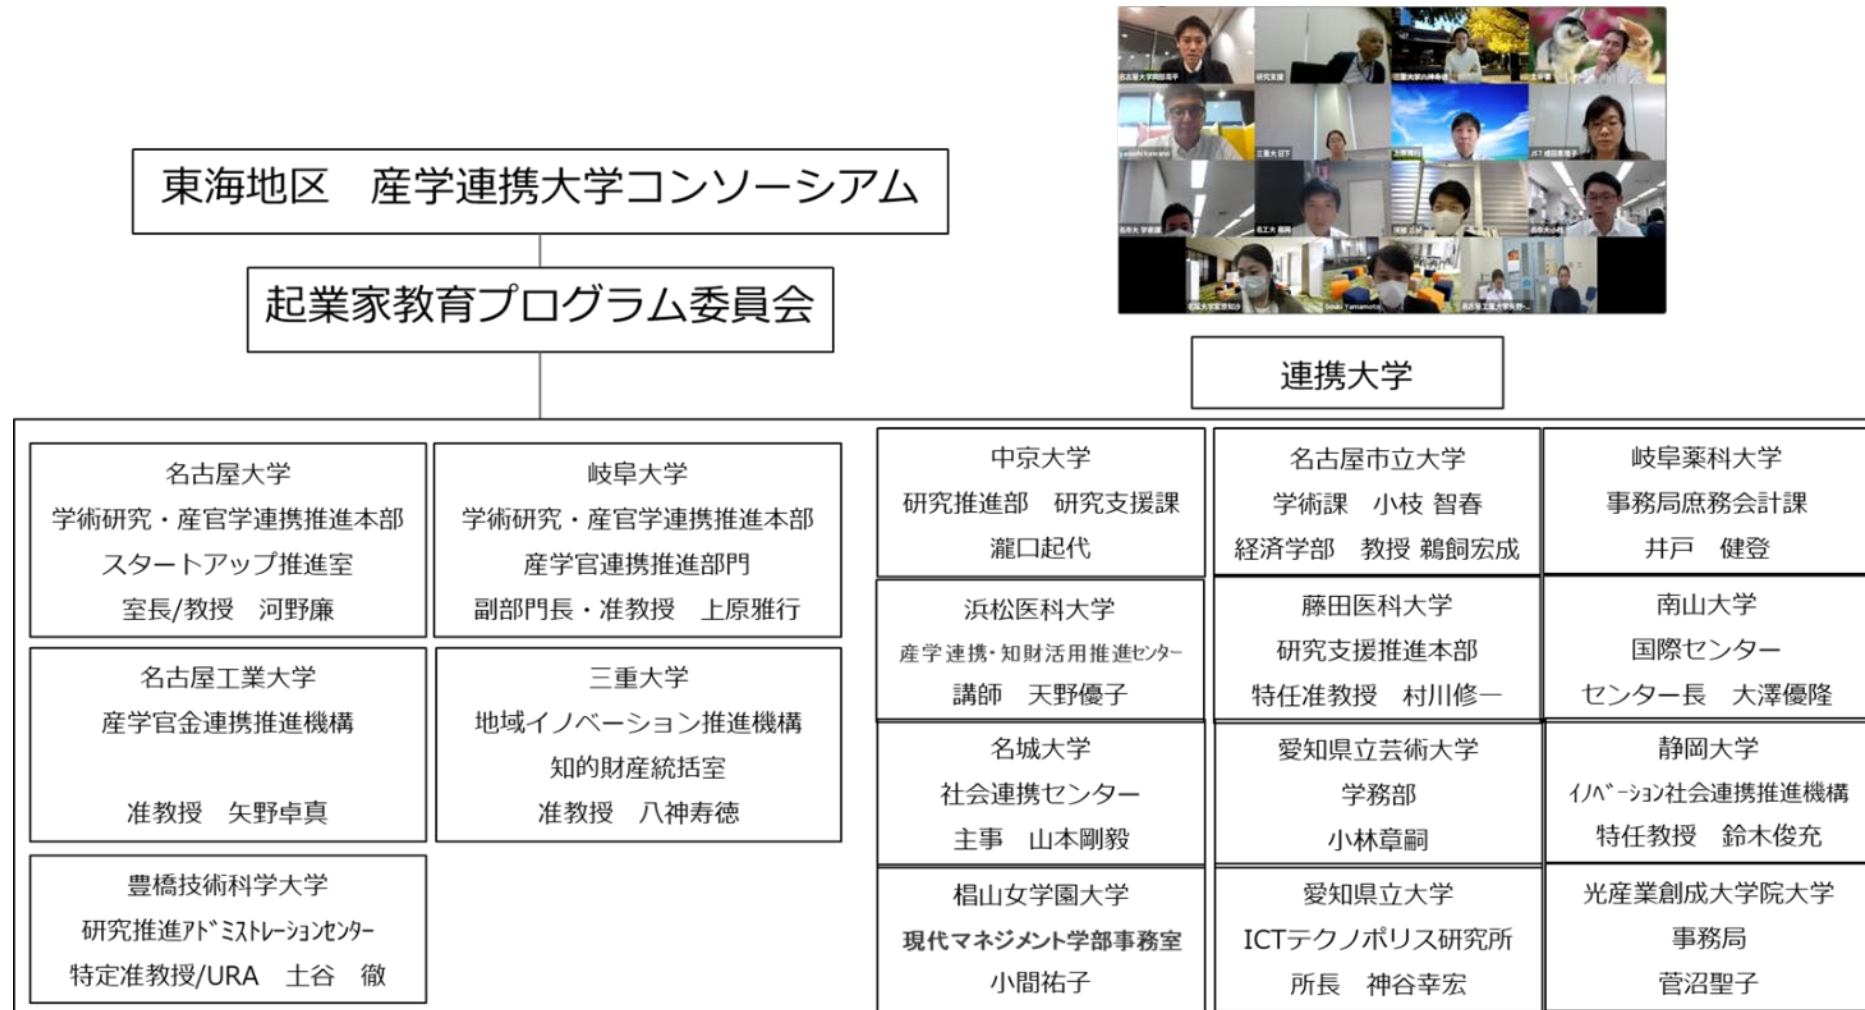 東海地区　産学連携大学コンソーシアム
起業家教育プログラム委員会
名古屋大学
学術研究・産官学連携推進本部
スタートアップ推進室
室長/教授　河野廉
岐阜大学
学術研究・産官学連携推進本部
産学官連携推進部門
副部門長・准教授　上原雅行
名古屋工業大学
産学官金連携推進機構
准教授　矢野卓真
三重大学
地域イノベーション推進機構
知的財産統括室
准教授　八神寿徳
豊橋技術科学大学
研究推進ｱﾄﾞﾐｽﾄﾚｰｼｮﾝｾﾝﾀｰ
特定准教授/URA　土谷　徹
研究支援
三重大 日下
Gouki Yamamoto
連携大学
中京大学
研究推進部　研究支援課
瀧口起代
名古屋市立大学
学術課　小枝 智春
経済学部　教授 鵜飼宏成
岐阜薬科大学
事務局庶務会計課
井戸　健登
浜松医科大学
産学連携・知財活用推進ｾﾝﾀｰ
講師　天野優子
藤田医科大学
研究支援推進本部
特任准教授　村川修一
南山大学
国際センター
センター長　大澤優隆
名城大学
社会連携センター
主事　山本剛毅
愛知県立芸術大学
学務部
小林章嗣
静岡大学
ｲﾉﾍﾞｰｼｮﾝ社会連携推進機構
特任教授　鈴木俊充
椙山女学園大学
現代マネジメント学部事務室
小間祐子
愛知県立大学
ICTテクノポリス研究所
所長　神谷幸宏
光産業創成大学院大学
事務局
菅沼聖子